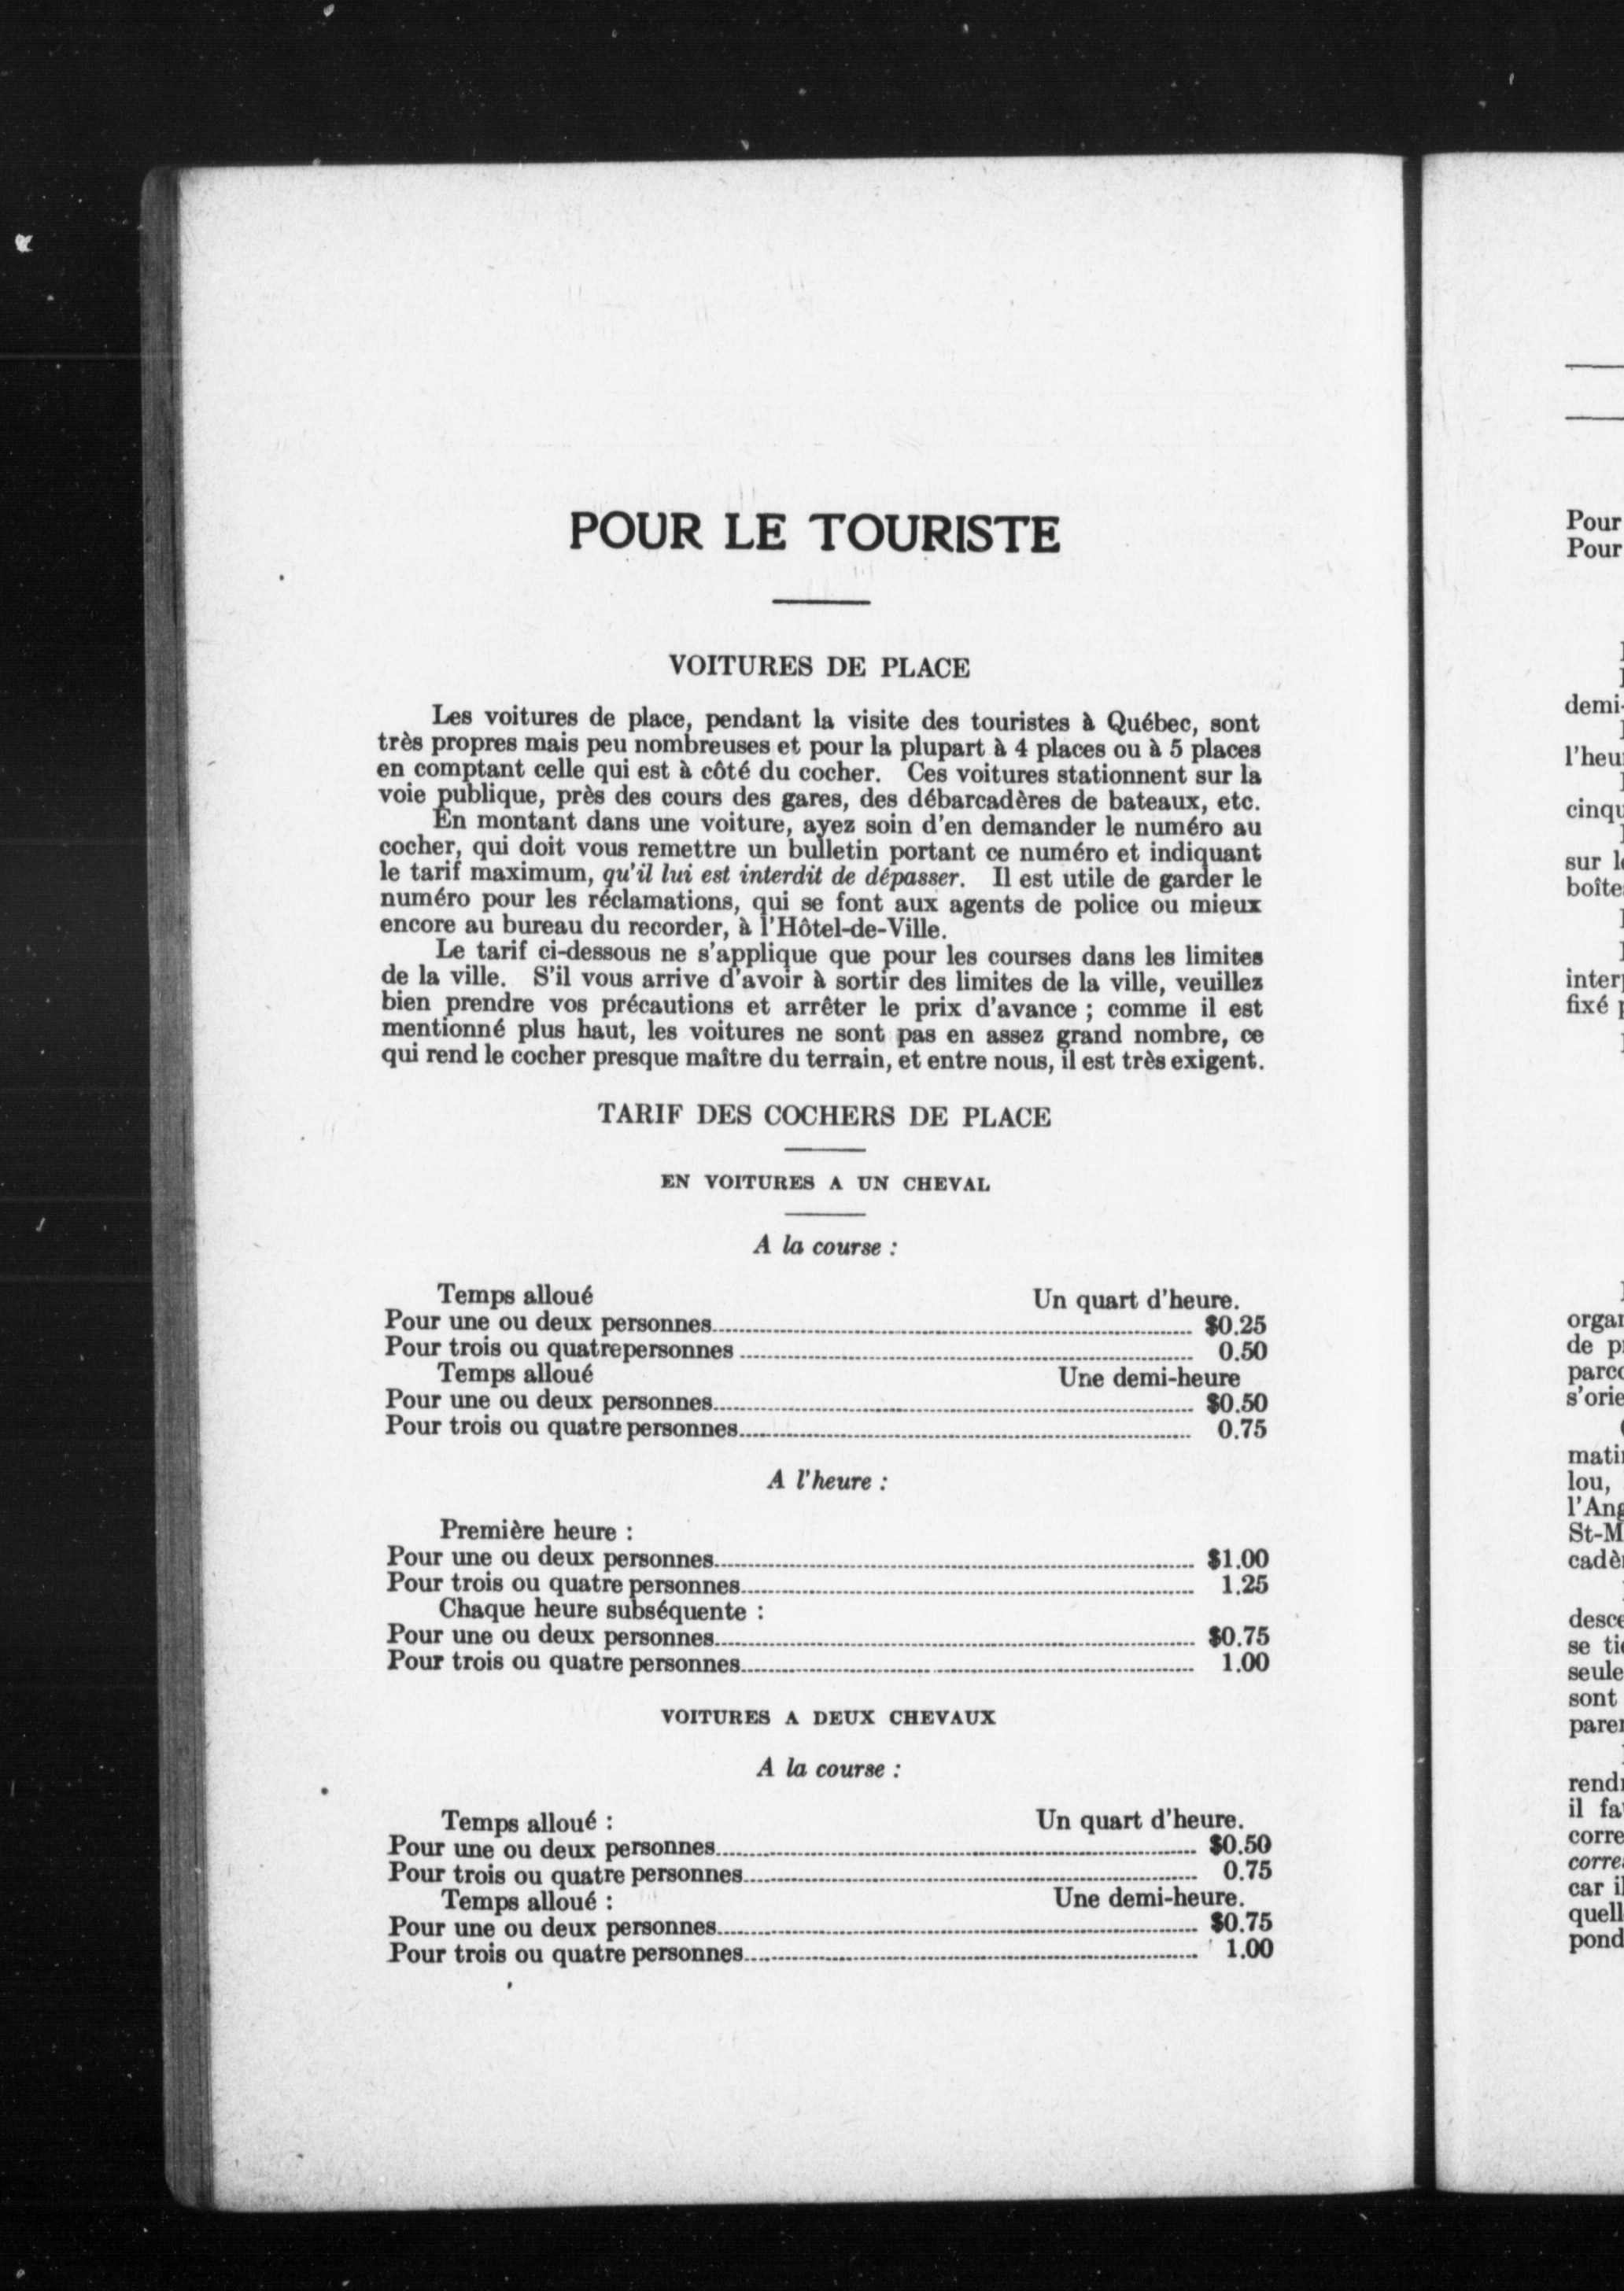 POUR LE TOURISTE
VOITURES DE PLACE
Les voitures de place, pendant la visite des touristes à Québec, sont
très propres mais peu nombreuses et pour la plupart à 4 places ou à 5 places
en comptant celle qui est à côté du cocher. Ces voitures stationnent sur la
voie publique, près des cours des gares, des débarcadères de bateaux, etc.
En montant dans une voiture, ayez soin d'en demander le numéro au
cocher, qui doit vous remettre un bulletin portant ce numéro et indiquant
le tarif maximum, qu'il lui est interdit de dépasser. Il est utile de garder le
numéro pour les réclamations, qui se font aux agents de police ou mieux
encore au bureau du recorder, à l'Hôtel-de-Ville.
Le tarif ci-dessous ne s'applique que pour les courses dans les limites
de la ville. S'il vous arrive d'avoir à sortir des limites de la ville, veuillez
bien prendre vos précautions et arrêter le prix d'avance ; comme il est
mentionné plus haut, les voitures ne sont pas en assez grand nombre, ce
qui rend le cocher presque maître du terrain, et entre nous, il est très exigent.
TARIF DES COCHERS DE PLACE
EN VOITURES A UN CHEVAL
A la course :
Temps alloué Un quart d'heure.
Pour une ou deux personnes $0.25
Pour trois ou quatrepersonnes 0.50
Temps alloué Une demi-heure
Pour une ou deux personnes $0.50
Pour trois ou quatre personnes 0.75
A l'heure :
Première heure :
Pour une ou deux personnes $1.00
Pour trois ou quatre personnes 1.25
Chaque heure subséquente :
Pour une ou deux personnes $0.75
Pour trois ou quatre personnes 1.00
VOITURES A DEUX CHEVAUX
A la course :
Temps alloué : Un quart d'heure.
Pour une ou deux personnes $0.50
Pour trois ou quatre personnes 0.75
Temps alloué : Une demi-heure.
Pour une ou deux personnes $0.75
Pour trois ou quatre personnes 1.00
Pour
Pour
demi-
sur
fixé
de
lou,
se
sont
il
car